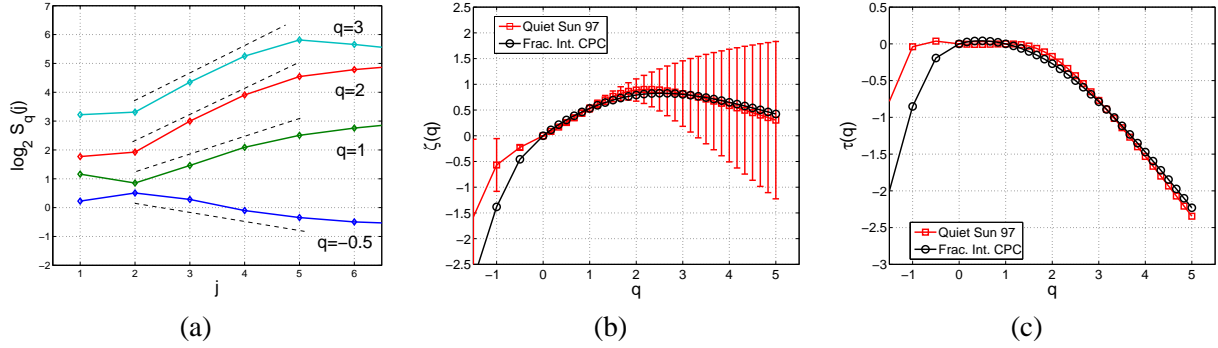 7
6
5
4
3
2
1
0
−1
−2
1 2 3 4 5 6
j
log₂ S_q(j)
q=3
q=2
q=1
q=−0.5
(a)
2.5
2
1.5
1
0.5
0
−0.5
−1
−1.5
−2
2.5
−1 0 1 2 3 4 5
q
ζ(q)
Quiet Sun 97
Frac. Int. CPC
(b)
0.5
0
−0.5
−1
−1.5
−2
−2.5
−3
−1 0 1 2 3 4 5
q
τ(q)
Quiet Sun 97
Frac. Int. CPC
(c)